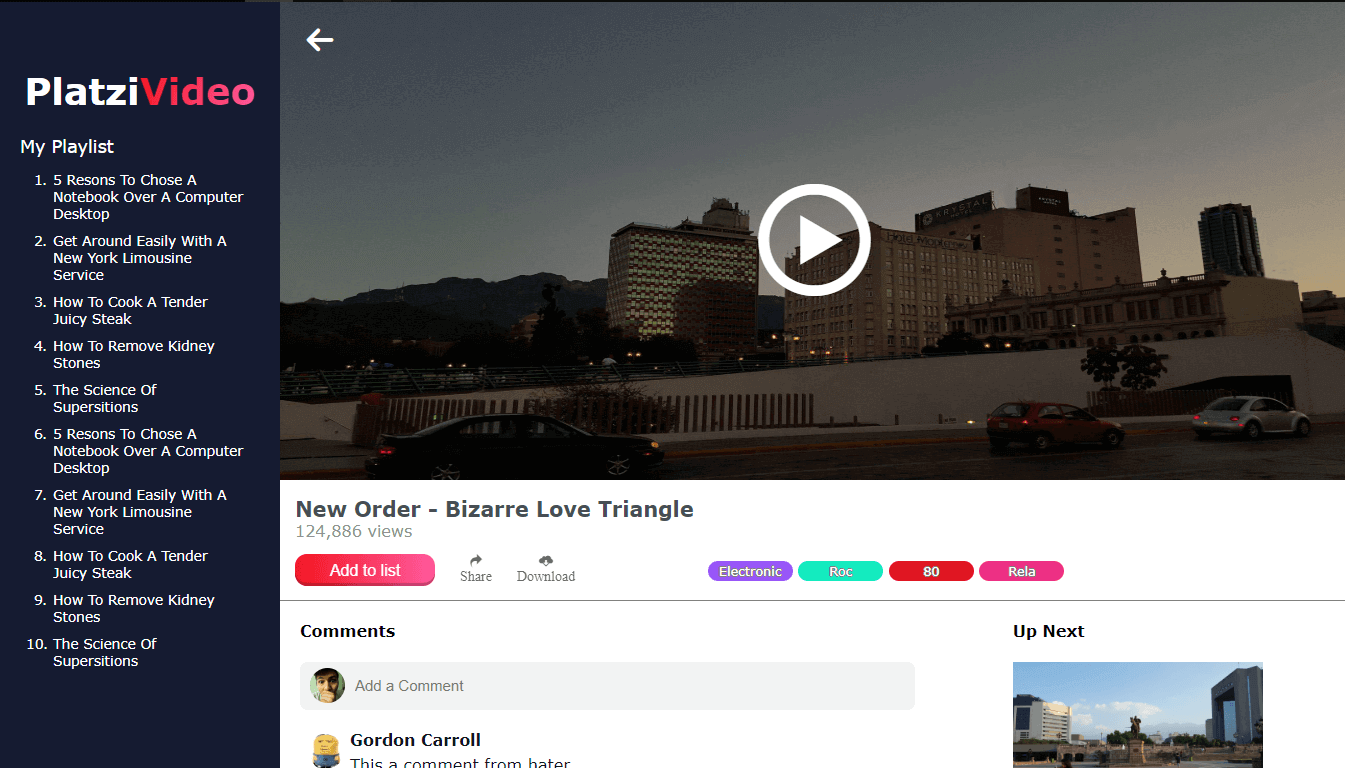 PlatziVideo
My Playlist
1. 5 Resons To Chose A
Notebook Over A Computer
Desktop
2. Get Around Easily With A
New York Limousine
Service
3. How To Cook A Tender
Juicy Steak
4. How To Remove Kidney
Stones
5. The Science Of
Supersitions
6. 5 Resons To Chose A
Notebook Over A Computer
Desktop
7. Get Around Easily With A
New York Limousine
Service
8. How To Cook A Tender
Juicy Steak
9. How To Remove Kidney
Stones
10. The Science Of
Supersitions
KRYSTAL
New Order - Bizarre Love Triangle
124,886 views
Add to list
Share
Download
Electronic
Roc
80
Rela
Comments
Add a Comment
Gordon Carroll
This a comment from hater
Up Next